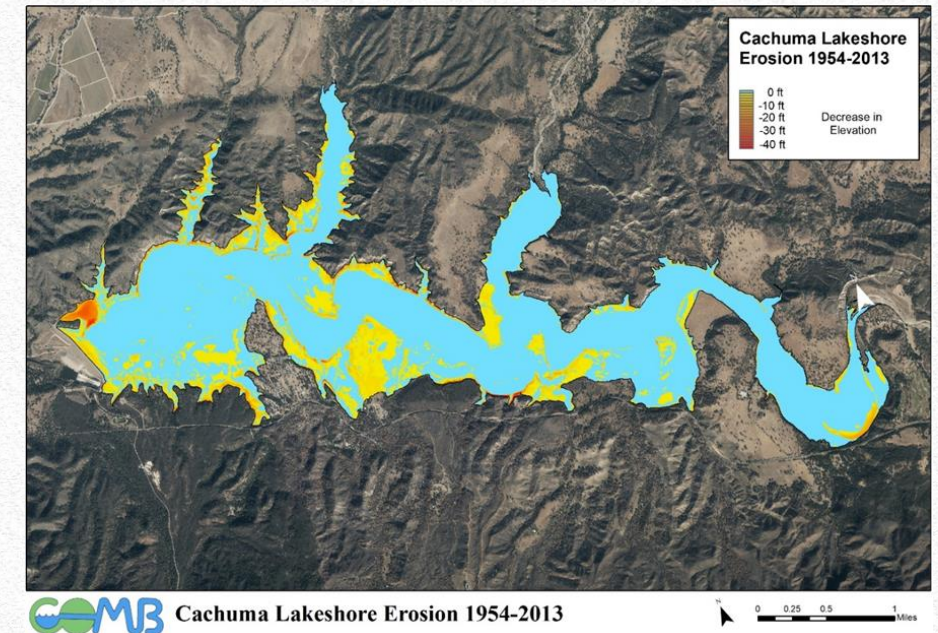 Cachuma Lakeshore
Erosion 1954-2013
0 ft
-10 ft
-20 ft
-30 ft
-40 ft
Decrease in
Elevation
COMB
Cachuma Lakeshore Erosion 1954-2013
N
0 0.25 0.5 1
Miles